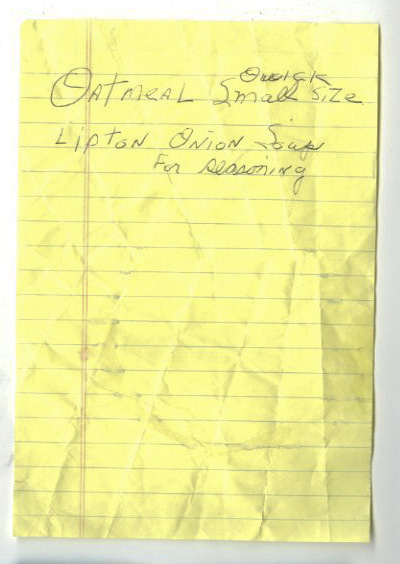 Quick
Oatmeal Small Size
Lipton Onion Soup
For seasoning